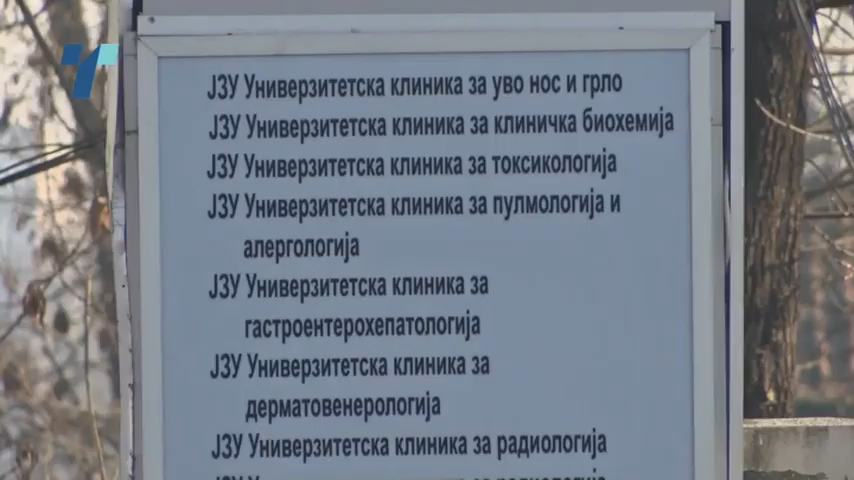 ЈЗУ Универзитетска клиника за уво нос и грло
ЈЗУ Универзитетска клиника за клиничка биохемија
ЈЗУ Универзитетска клиника за токсикологија
ЈЗУ Универзитетска клиника за пулмологија и
алергологија
ЈЗУ Универзитетска клиника за
гастроентерохепатологија
ЈЗУ Универзитетска клиника за
дерматовенерологија
ЈЗУ Универзитетска клиника за радиологија